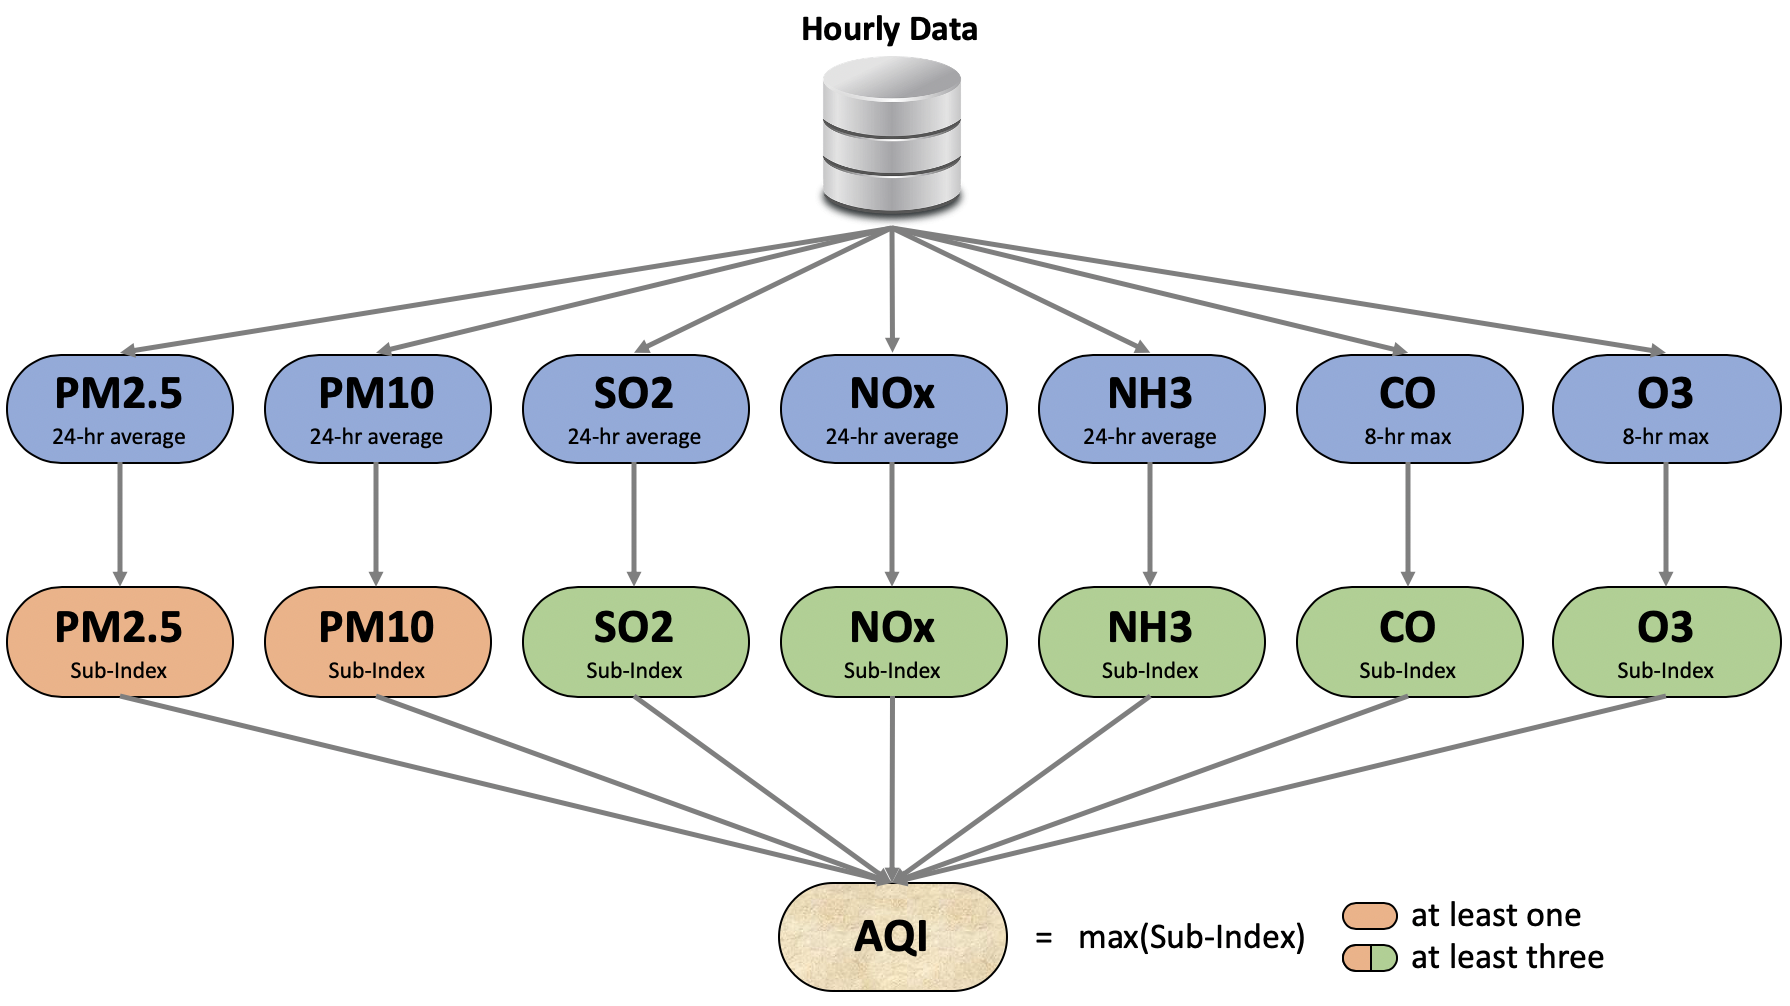 Hourly Data
PM2.5
24-hr average
PM10
24-hr average
SO2
24-hr average
NOx
24-hr average
NH3
24-hr average
CO
8-hr max
O3
8-hr max
PM2.5
Sub-Index
PM10
Sub-Index
SO2
Sub-Index
NOx
Sub-Index
NH3
Sub-Index
CO
Sub-Index
O3
Sub-Index
AQI
= max(Sub-Index)
at least one
at least three